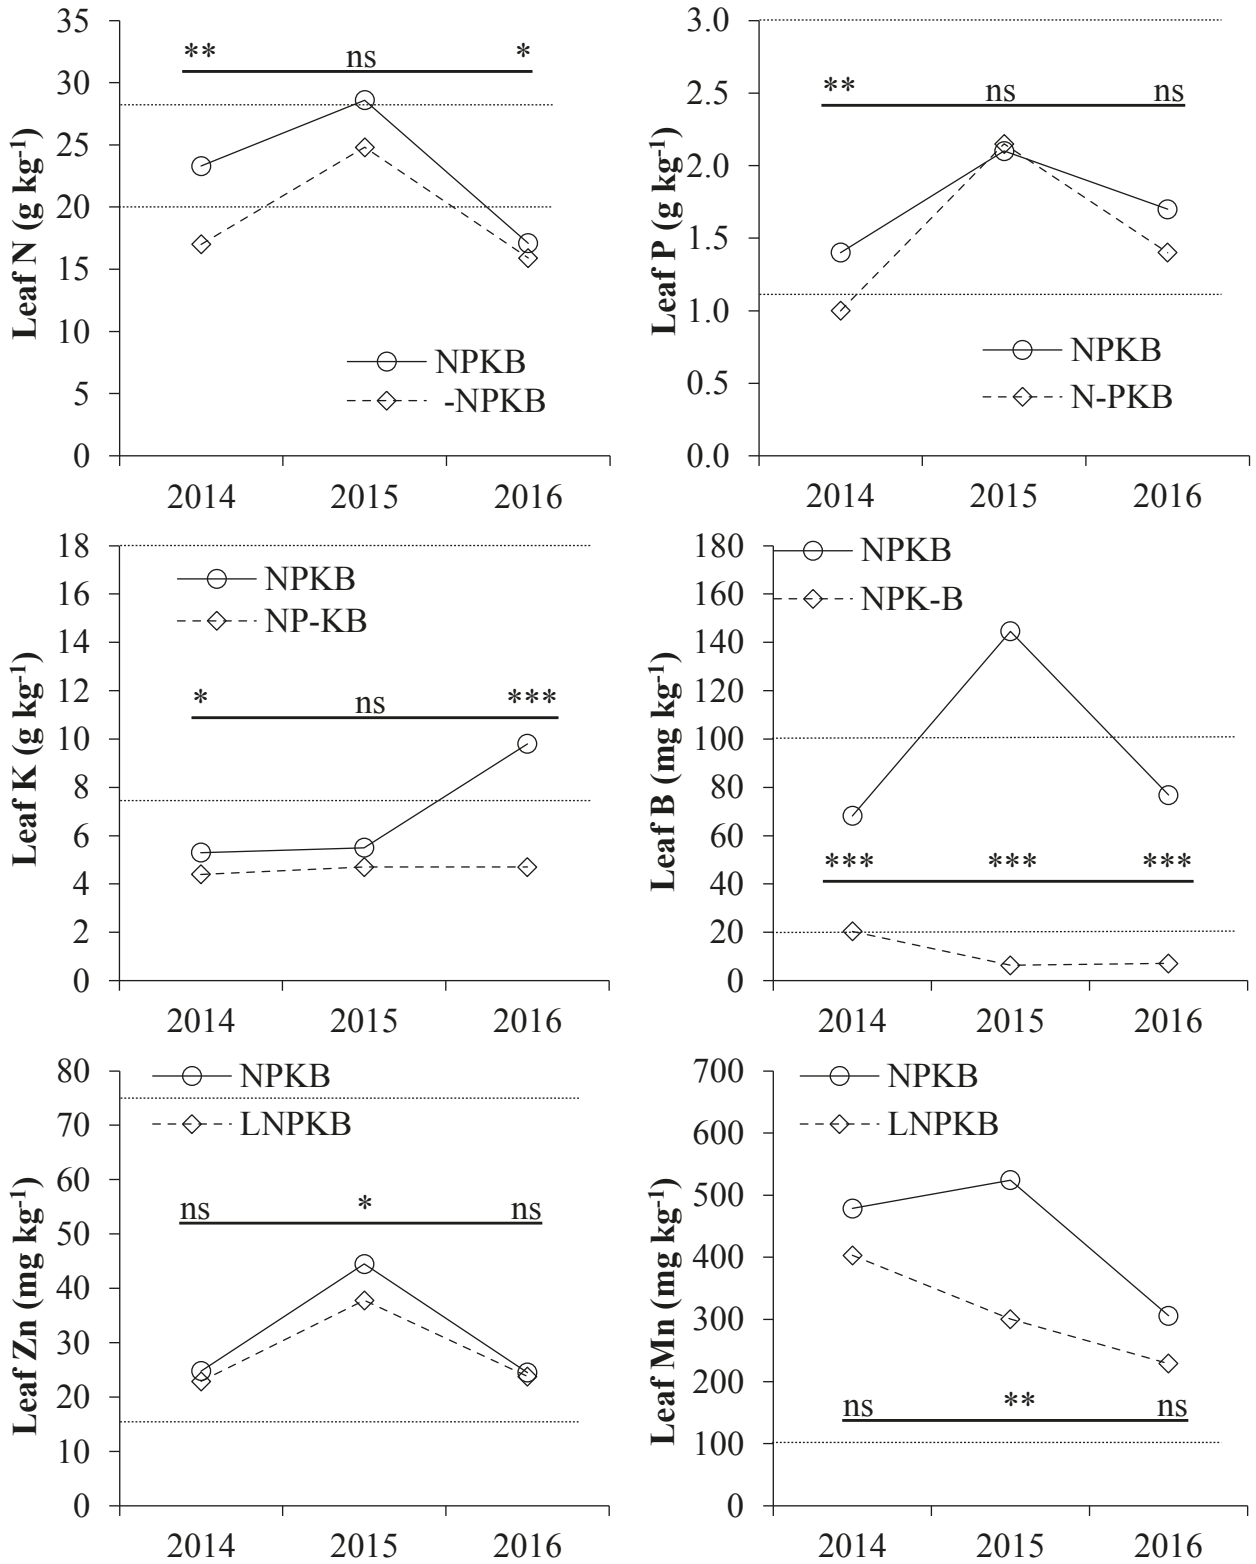 Leaf N (g kg-1)
35
30
25
20
15
10
5
0
** ns *
NPKB
-NPKB
2014 2015 2016
Leaf P (g kg-1)
3.0
2.5
2.0
1.5
1.0
0.5
0.0
** ns ns
NPKB
N-PKB
2014 2015 2016
Leaf K (g kg-1)
18
16
14
12
10
8
6
4
2
0
NPKB
NP-KB
* ns ***
2014 2015 2016
Leaf B (mg kg-1)
180
160
140
120
100
80
60
40
20
0
NPKB
NPK-B
*** *** ***
2014 2015 2016
Leaf Zn (mg kg-1)
80
70
60
50
40
30
20
10
0
NPKB
LNPKB
ns * ns
2014 2015 2016
Leaf Mn (mg kg-1)
700
600
500
400
300
200
100
0
NPKB
LNPKB
ns ** ns
2014 2015 2016